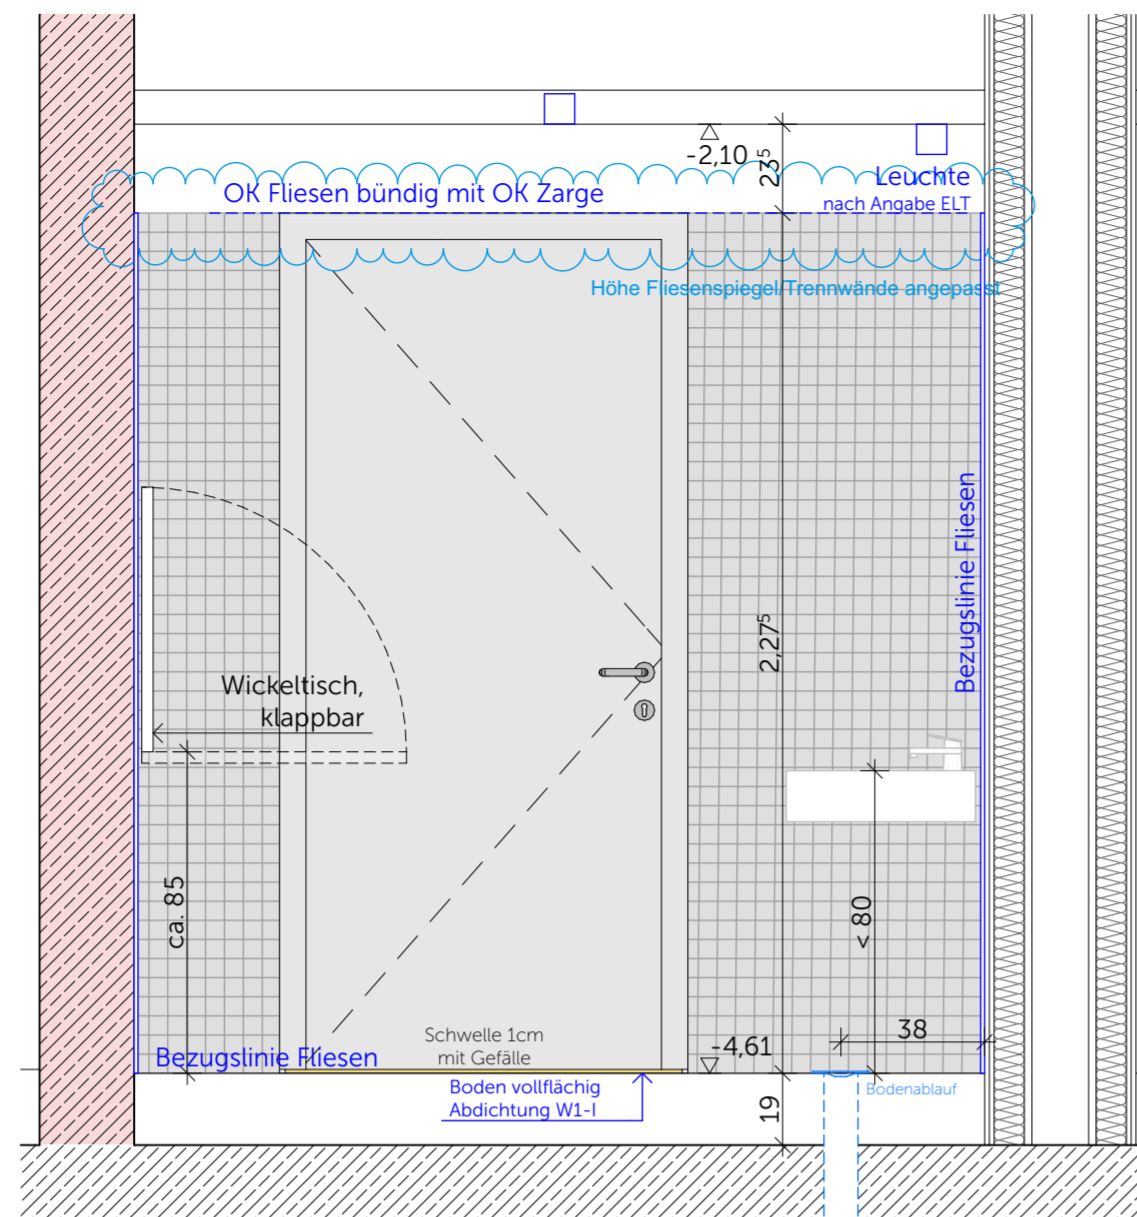 -2,10
23⁵
Leuchte
nach Angabe ELT
OK Fliesen bündig mit OK Zarge
Höhe Fliesenspiegel/Trennwände angepasst
Bezugslinie Fliesen
2,27⁵
Wickeltisch,
klappbar
ca. 85
< 80
38
Schwelle 1cm
mit Gefälle
-4,61
Bezugslinie Fliesen
Boden vollflächig
Abdichtung W1-I
Bodenablauf
19